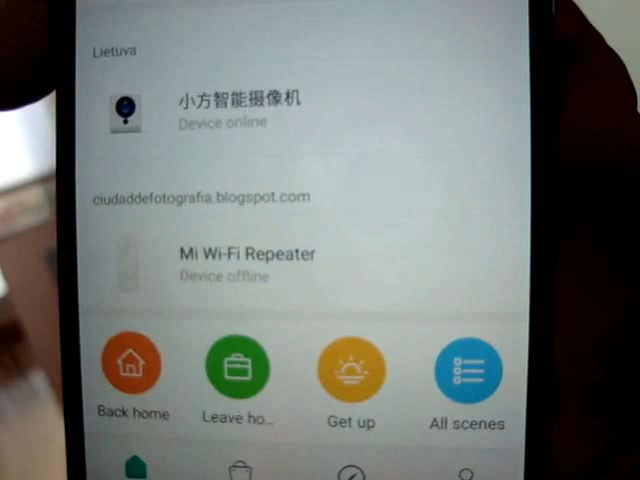 Lietuva
小方智能摄像机
Device online
ciudaddefotografia.blogspot.com
Mi Wi-Fi Repeater
Device offline
Back home
Leave ho...
Get up
All scenes